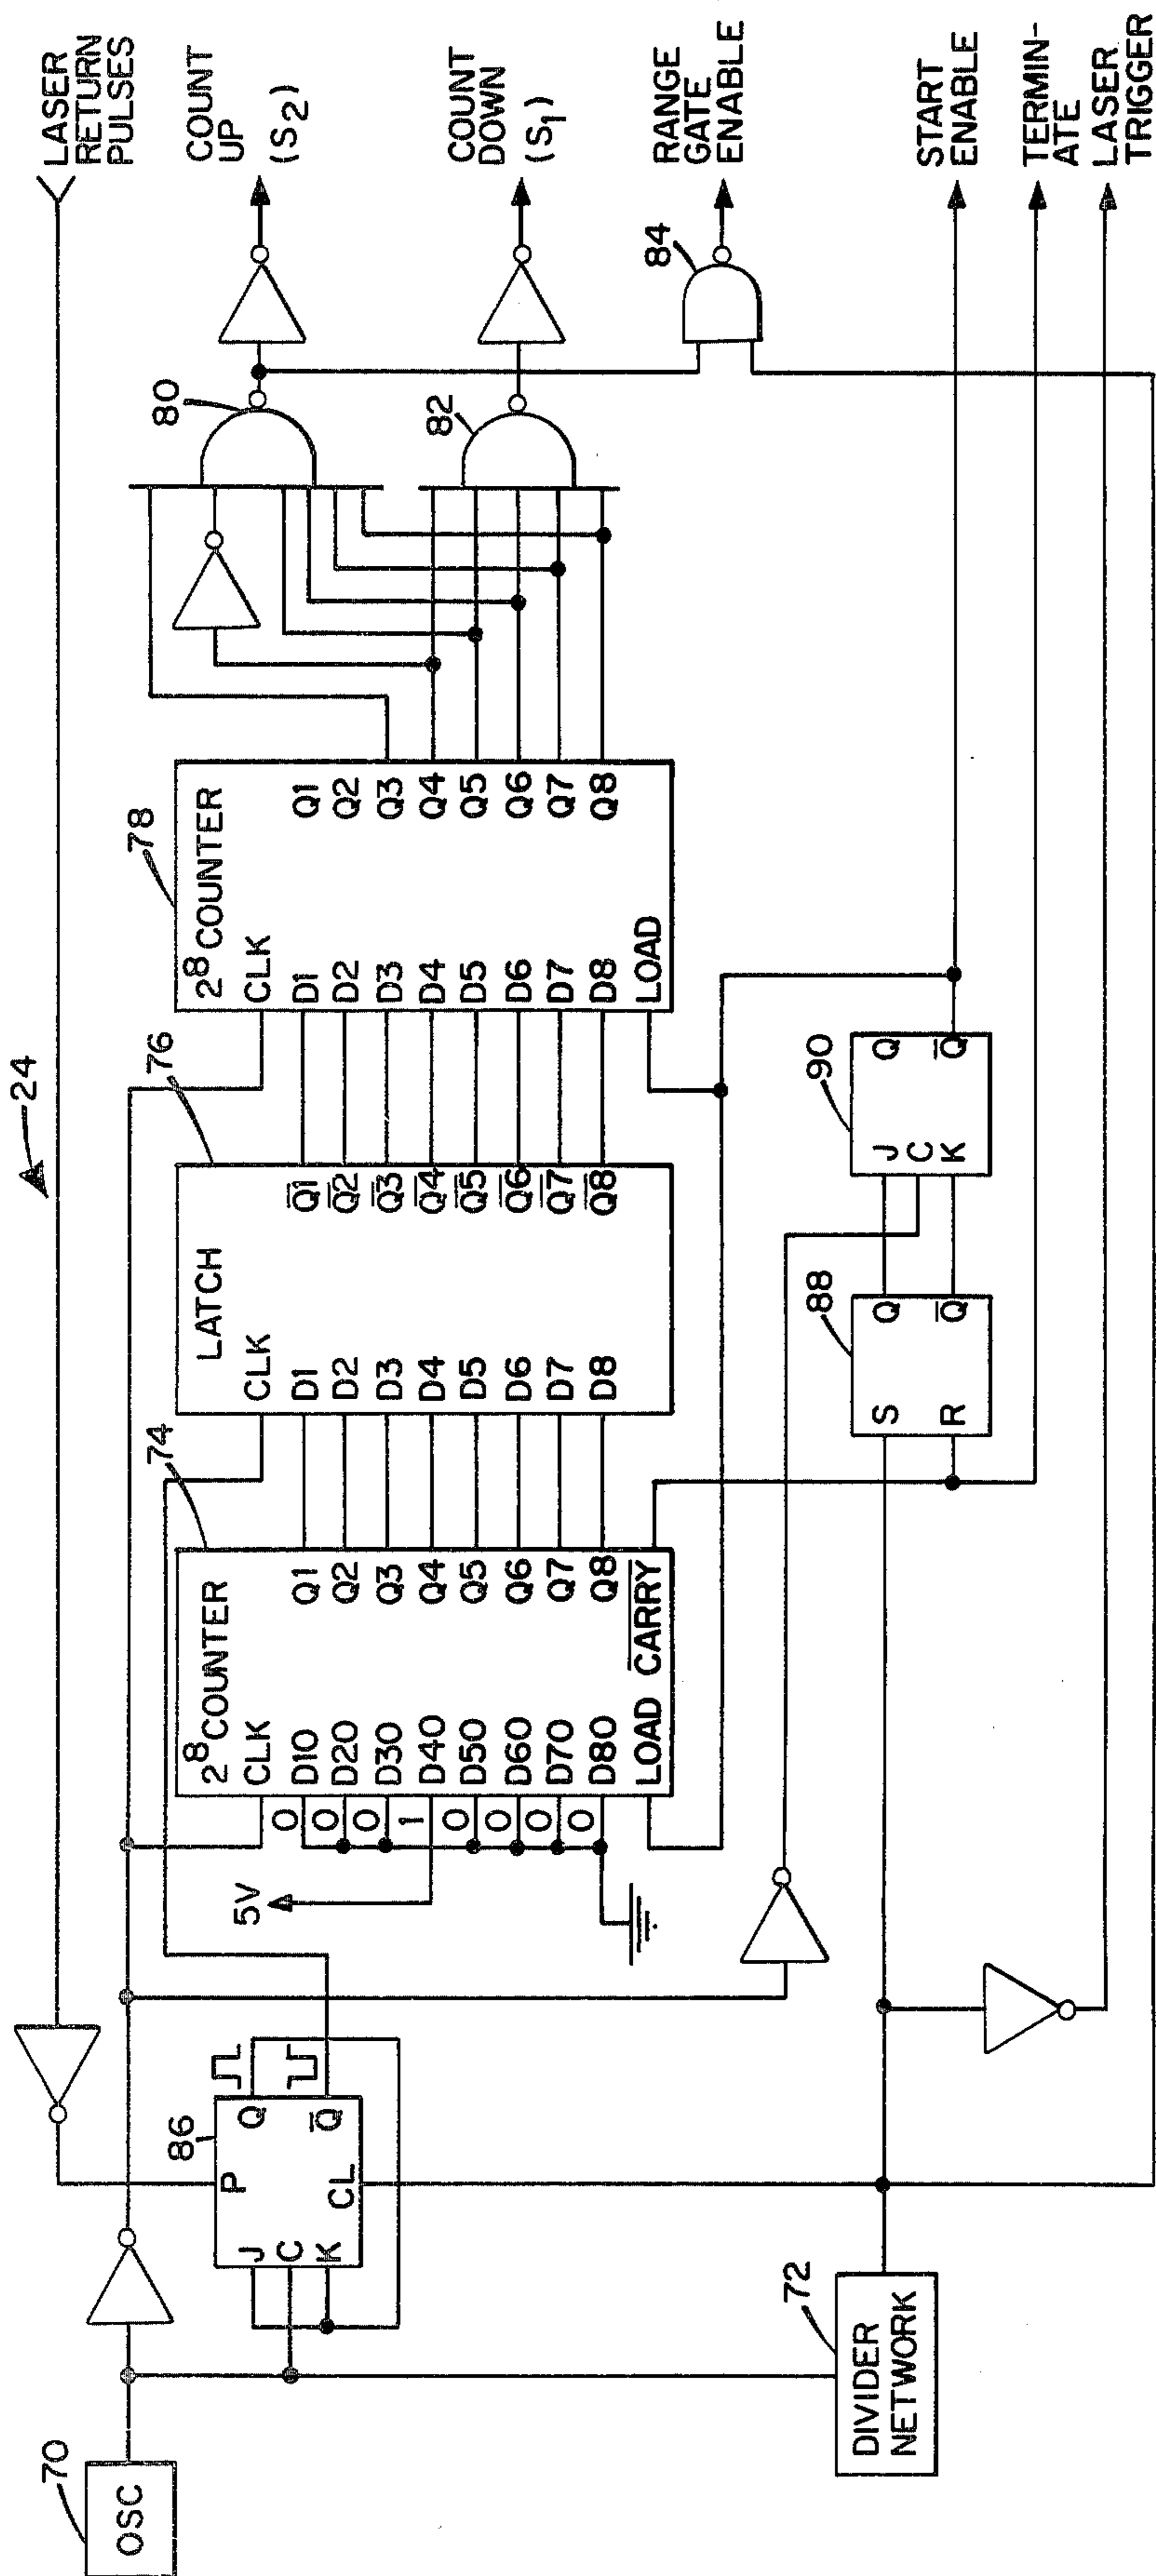 24
LASER
RETURN
PULSES
COUNT
UP
(S2)
COUNT
DOWN
(S1)
RANGE
GATE
ENABLE
START
ENABLE
TERMIN-
ATE
LASER
TRIGGER
70
OSC
72
DIVIDER
NETWORK
86
P
J
C
K
CL
Q
Q̅
5V
0
0
0
1
0
0
0
0
74
2⁸ COUNTER
CLK
D10
D20
D30
D40
D50
D60
D70
D80
LOAD
Q1
Q2
Q3
Q4
Q5
Q6
Q7
Q8
C̅A̅R̅R̅Y̅
76
LATCH
CLK
D1
D2
D3
D4
D5
D6
D7
D8
Q̅1̅
Q̅2̅
Q̅3̅
Q̅4̅
Q̅5̅
Q̅6̅
Q̅7̅
Q̅8̅
78
2⁸ COUNTER
CLK
D1
D2
D3
D4
D5
D6
D7
D8
LOAD
Q1
Q2
Q3
Q4
Q5
Q6
Q7
Q8
80
82
84
88
S
R
Q
Q̅
90
J
C
K
Q
Q̅